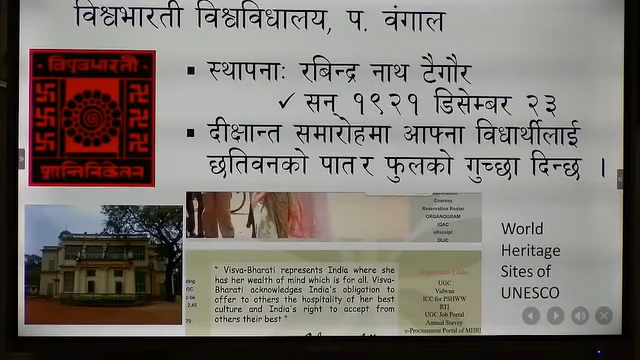 विश्वभारती विश्वविधालय, प. वंगाल
विश्वभारती
शान्तिनिकेतन
▪ स्थापनाः रबिन्द्र नाथ टैगौर
✓ सन् १९२१ डिसेम्बर २३
▪ दीक्षान्त समारोहमा आफ्ना विधार्थीलाई
छतिवनको पात र फुलको गुच्छा दिन्छ ।
Courses
Reservation Roster
ORGANOGRAM
IQAC
eReceipt
OLIC
" Visva-Bharati represents India where she
has her wealth of mind which is for all. Visva-
Bharati acknowledges India's obligation to
offer to others the hospitality of her best
culture and India's right to accept from
others their best "
Important Links
UGC
Vidwan
ICC for PSHWW
RTI
UGC Job Portal
Annual Survey
e-Procurement Portal of MHRD
World
Heritage
Sites of
UNESCO